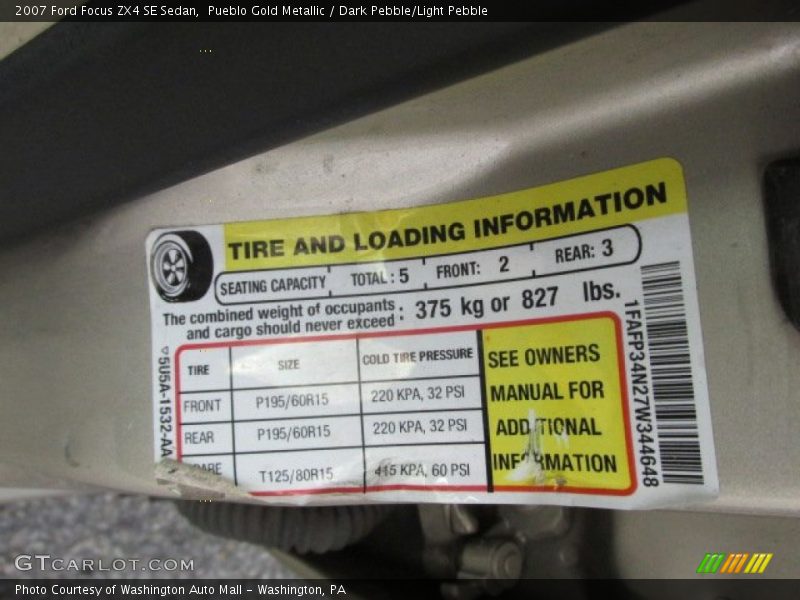 2007 Ford Focus ZX4 SE Sedan,  Pueblo Gold Metallic / Dark Pebble/Light Pebble
TIRE AND LOADING INFORMATION
SEATING CAPACITY TOTAL: 5 FRONT: 2 REAR: 3
The combined weight of occupants
and cargo should never exceed : 375 kg or 827 lbs.
TIRE SIZE COLD TIRE PRESSURE
FRONT P195/60R15 220 KPA, 32 PSI
REAR P195/60R15 220 KPA, 32 PSI
T125/80R15 415 KPA, 60 PSI
SEE OWNERS
MANUAL FOR
ADDITIONAL
INFORMATION
5U5A-1532-AA
1FAFP34N27W344648
GTCARLOT.COM
Photo Courtesy of Washington Auto Mall - Washington, PA